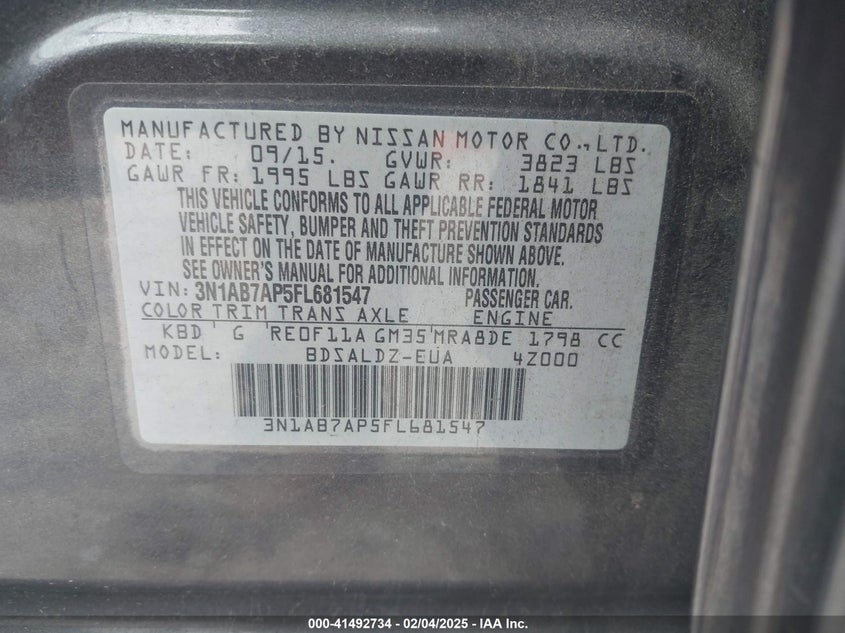 MANUFACTURED BY NISSAN MOTOR CO., LTD.
DATE: 09/15. GVWR: 3823 LBS
GAWR FR: 1995 LBS GAWR RR: 1841 LBS
THIS VEHICLE CONFORMS TO ALL APPLICABLE FEDERAL MOTOR
VEHICLE SAFETY, BUMPER AND THEFT PREVENTION STANDARDS
IN EFFECT ON THE DATE OF MANUFACTURE SHOWN ABOVE.
SEE OWNER'S MANUAL FOR ADDITIONAL INFORMATION.
VIN: 3N1AB7AP5FL681547 PASSENGER CAR.
COLOR TRIM TRANS AXLE ENGINE
KBD G RE0F11A GM35 MRA8DE 1798 CC
MODEL: BDSALDZ-EUA 4Z000
3N1AB7AP5FL681547
000-41492734 – 02/04/2025 – IAA Inc.